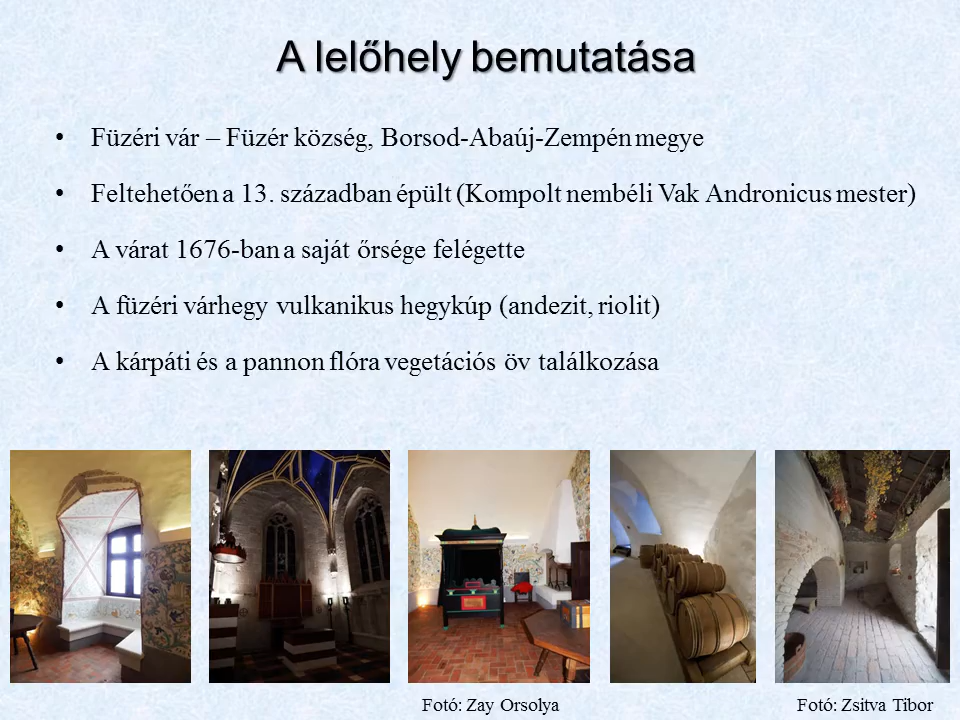 A lelőhely bemutatása
• Füzéri vár – Füzér község, Borsod-Abaúj-Zempén megye
• Feltehetően a 13. században épült (Kompolt nembéli Vak Andronicus mester)
• A várat 1676-ban a saját őrsége felégette
• A füzéri várhegy vulkanikus hegykúp (andezit, riolit)
• A kárpáti és a pannon flóra vegetációs öv találkozása
Fotó: Zay Orsolya
Fotó: Zsitva Tibor